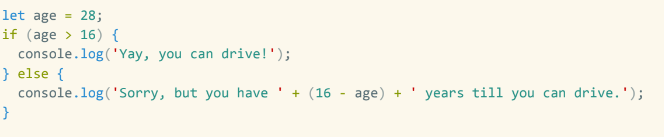 let age = 28;
if (age > 16) {
  console.log('Yay, you can drive!');
} else {
  console.log('Sorry, but you have ' + (16 - age) + ' years till you can drive.');
}